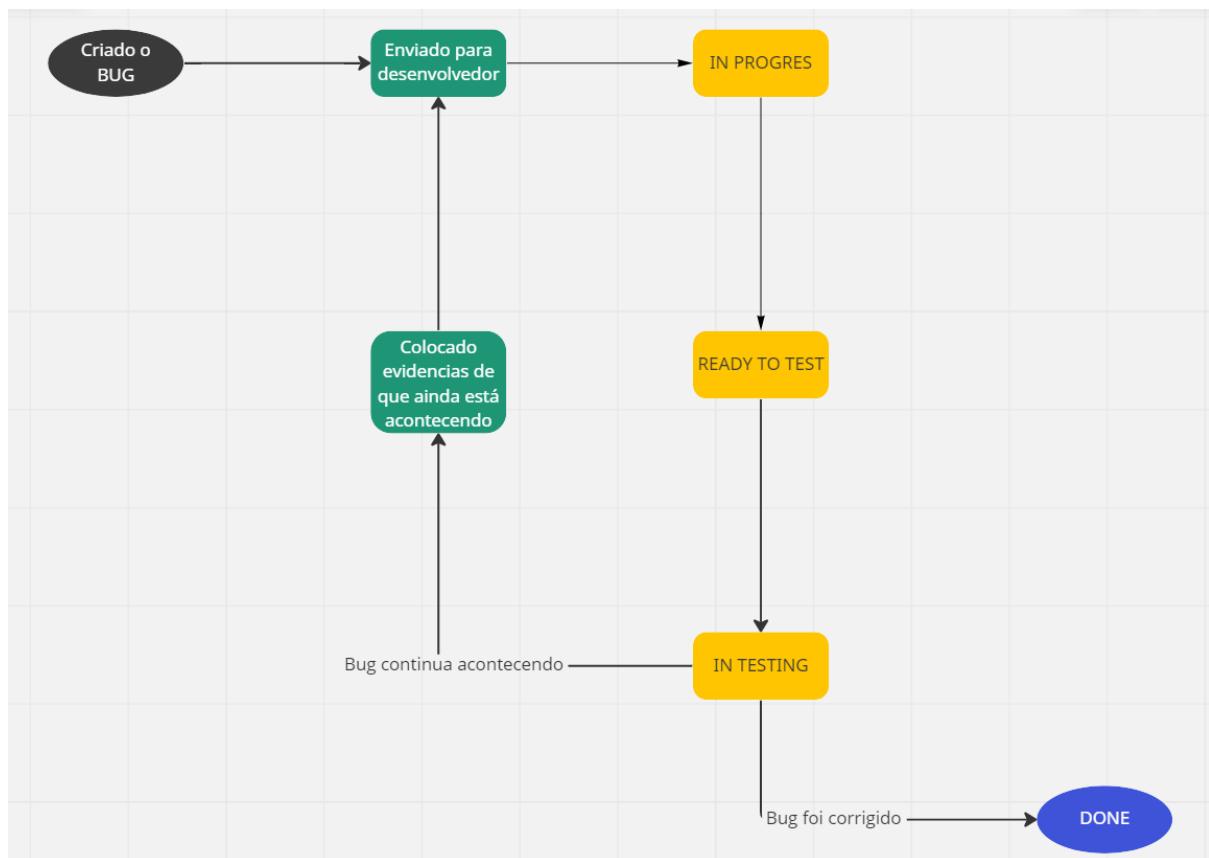 Criado o
BUG
Enviado para
desenvolvedor
IN PROGRES
Colocado
evidencias de
que ainda está
acontecendo
READY TO TEST
Bug continua acontecendo
IN TESTING
Bug foi corrigido
DONE